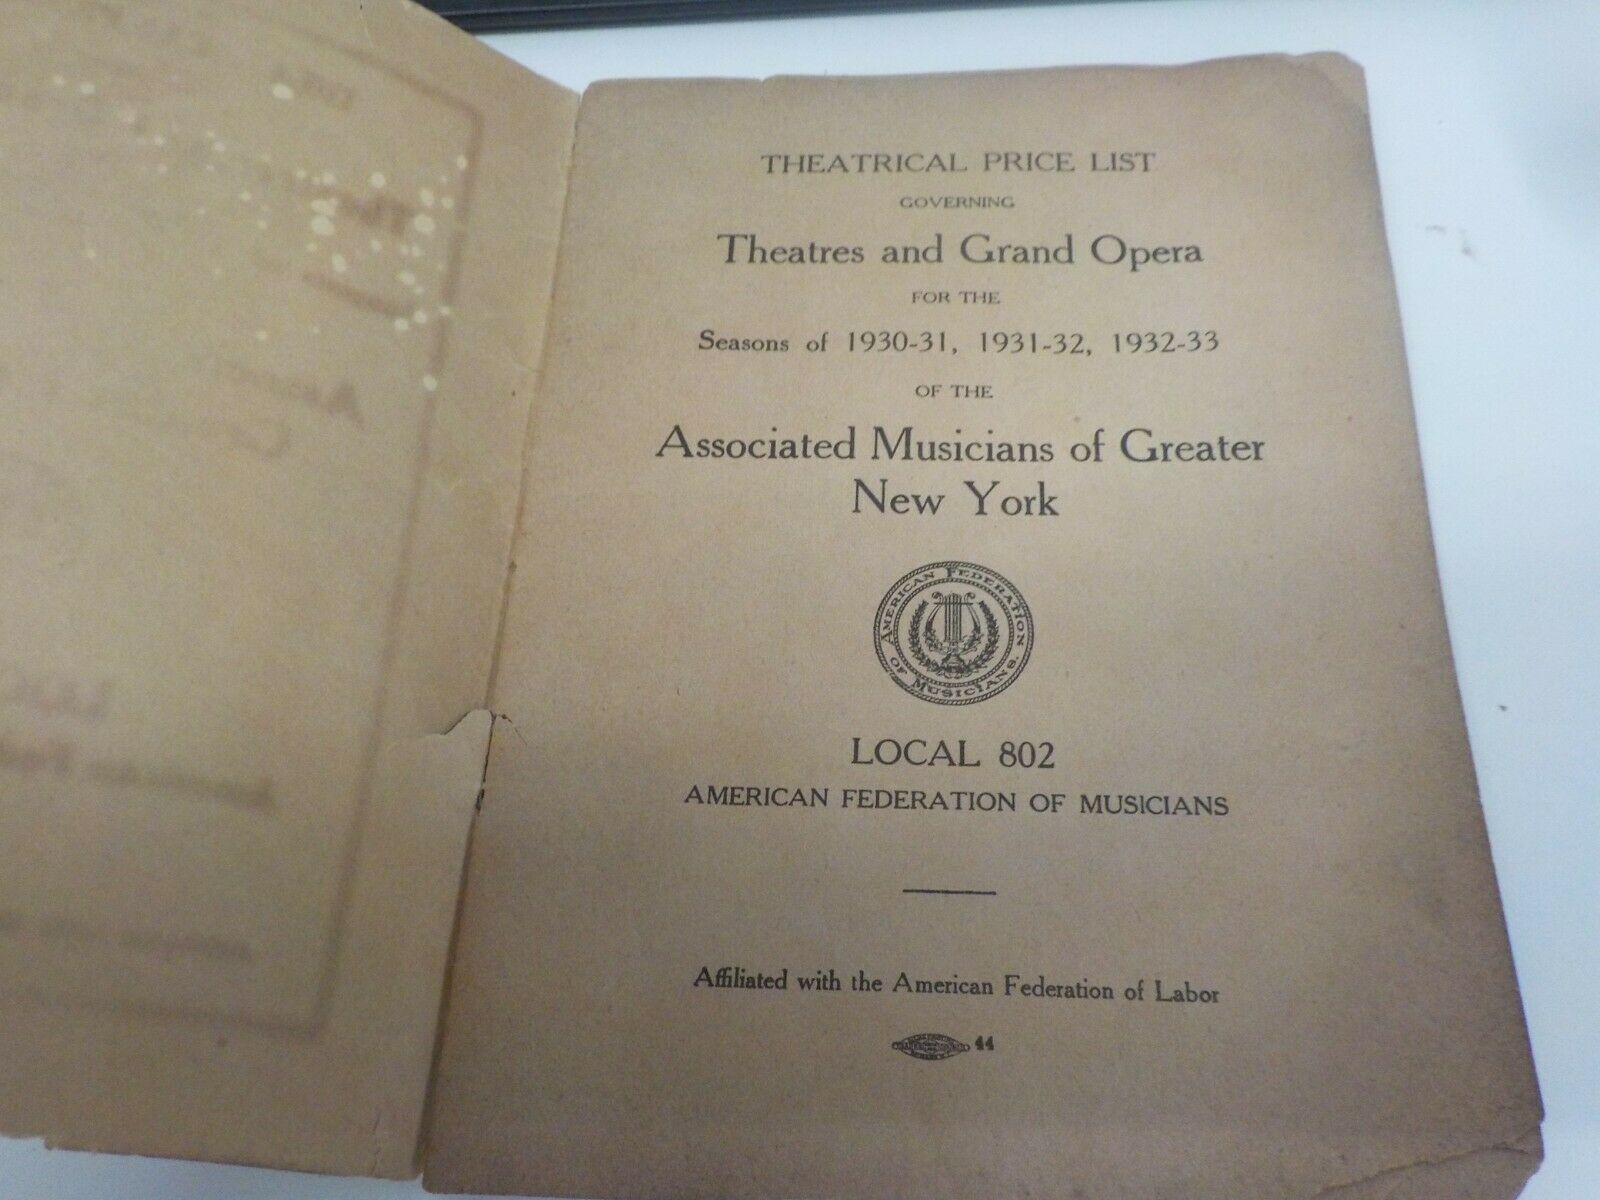 THEATRICAL PRICE LIST
GOVERNING
Theatres and Grand Opera
FOR THE
Seasons of 1930-31, 1931-32, 1932-33
OF THE
Associated Musicians of Greater
New York
AMERICAN FEDERATION
OF MUSICIANS.
LOCAL 802
AMERICAN FEDERATION OF MUSICIANS
Affiliated with the American Federation of Labor
44